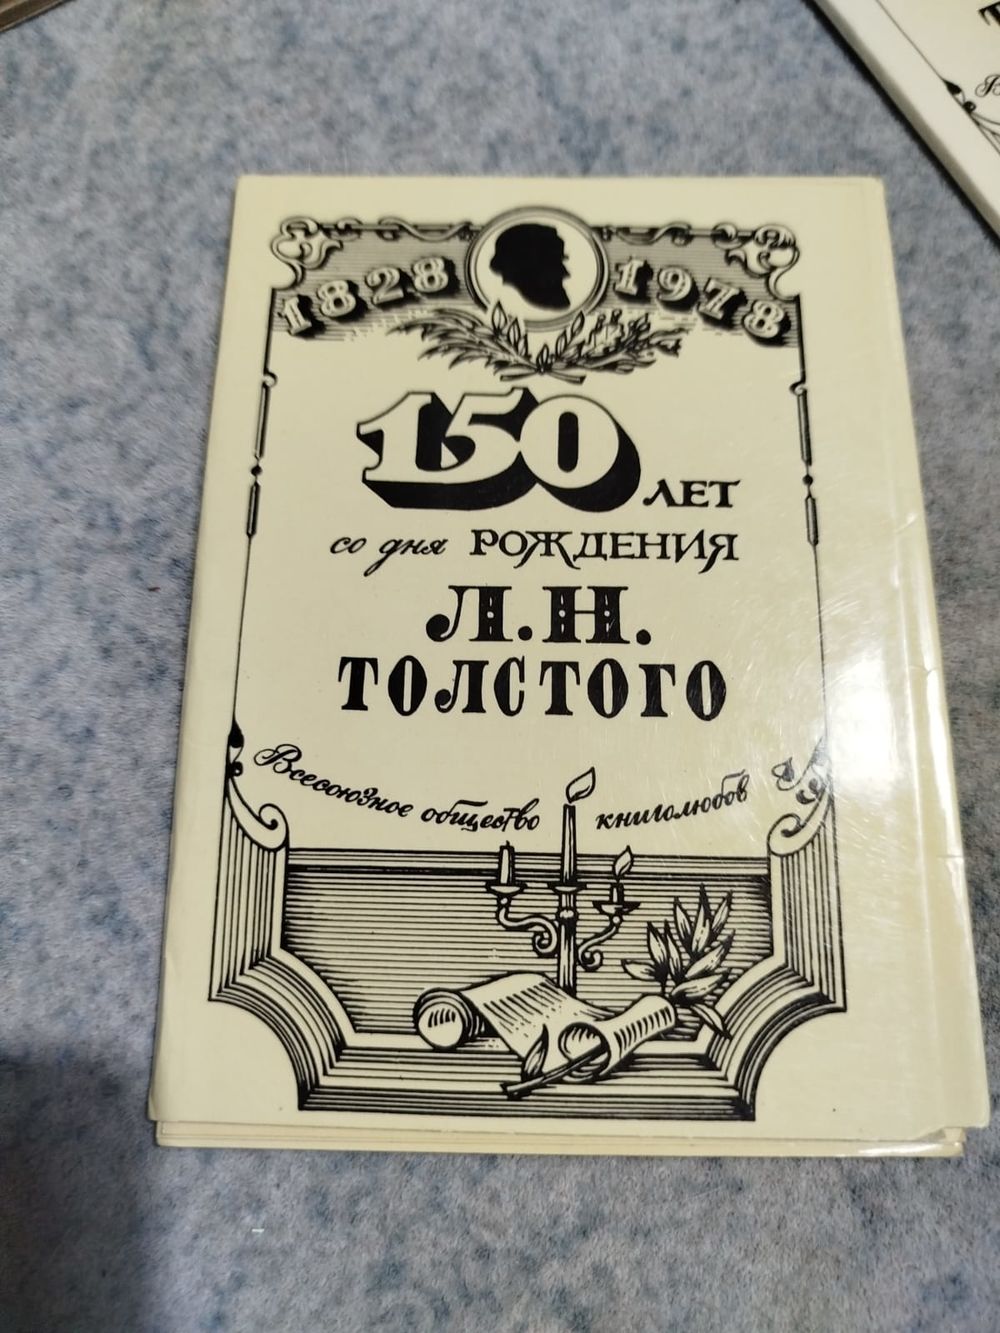 1828 1978
150 ЛЕТ
со дня РОЖДЕНИЯ
Л.Н.
ТОЛСТОГО
Всесоюзное общество книголюбов